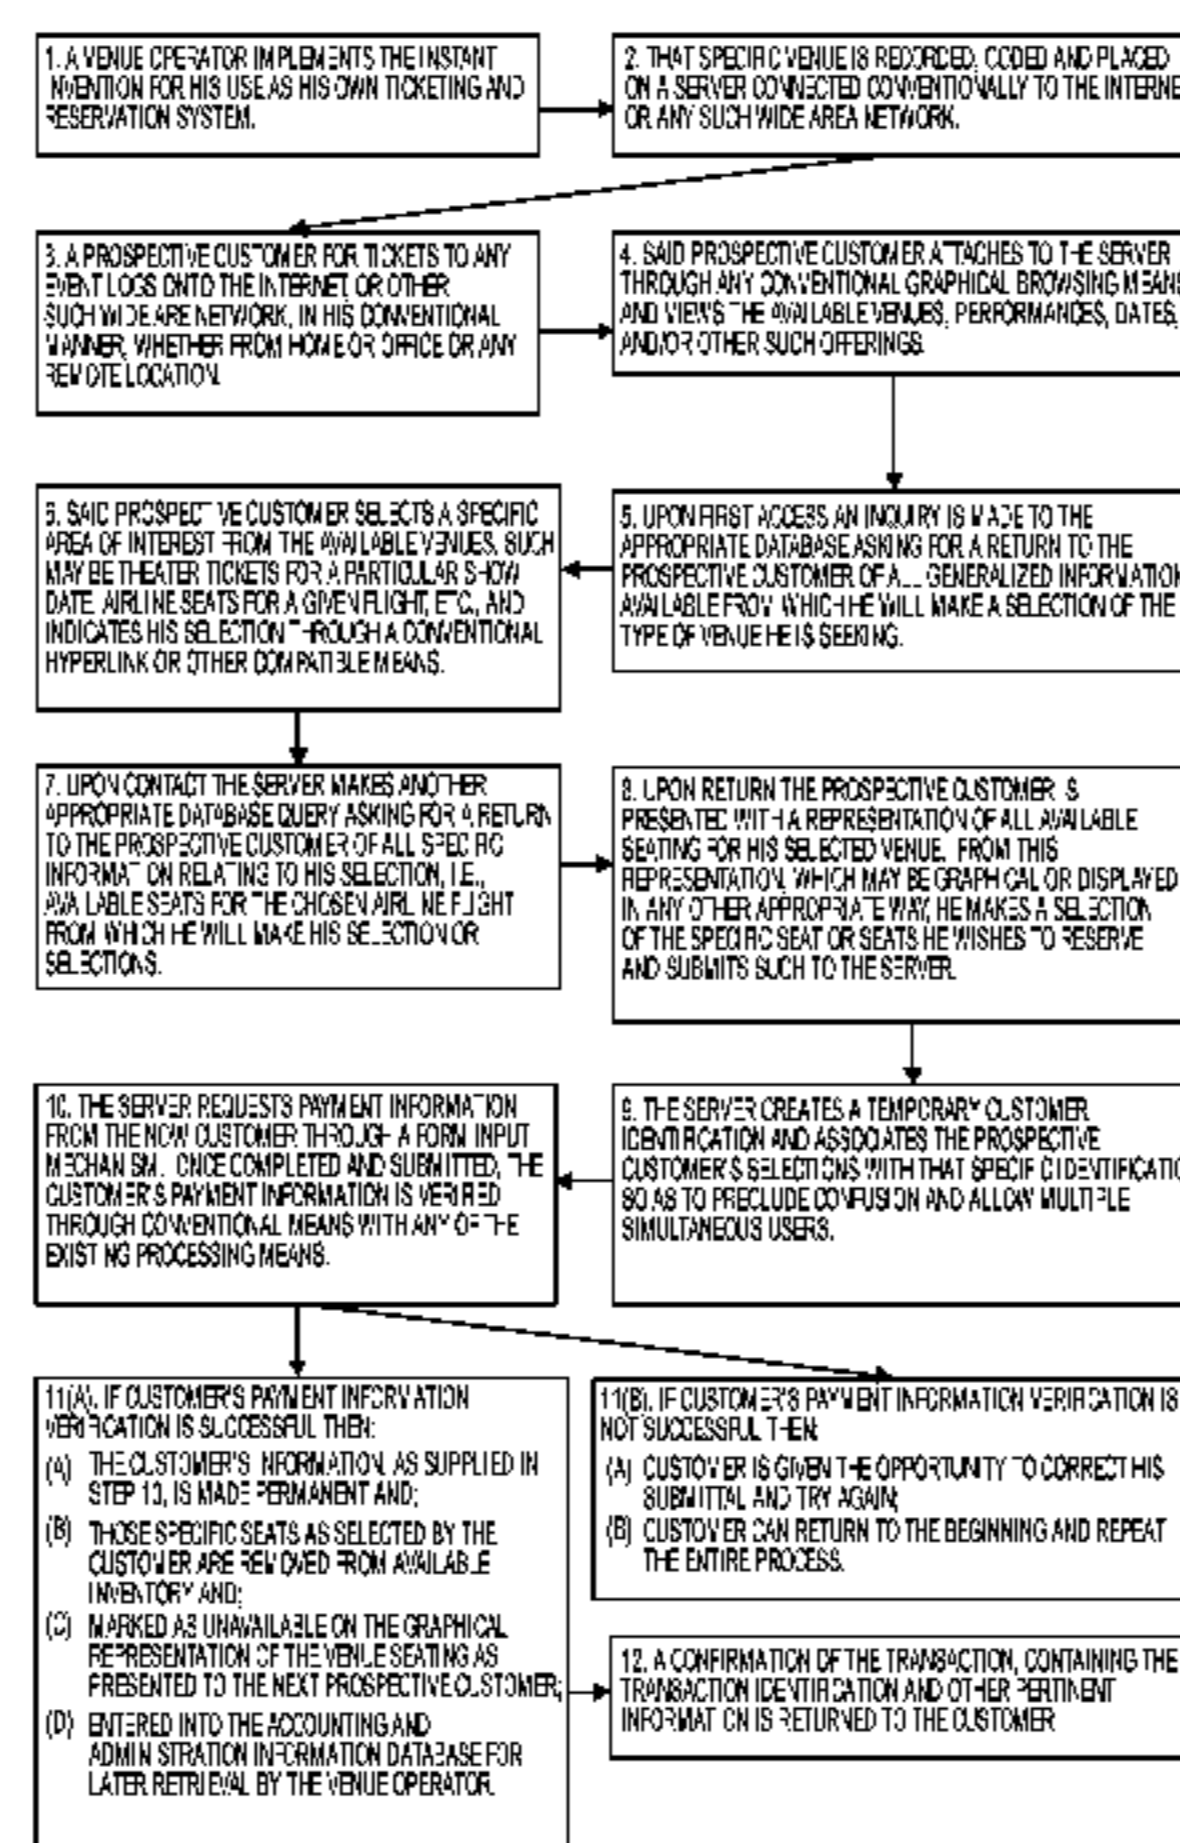 1. A VENUE OPERATOR IMPLEMENTS THE INSTANT
INVENTION FOR HIS USE AS HIS OWN TICKETING AND
RESERVATION SYSTEM.
2. THAT SPECIFIC VENUE IS RECORDED, CODED AND PLACED
ON A SERVER CONNECTED CONVENTIONALLY TO THE INTERNE
OR ANY SUCH WIDE AREA NETWORK.
3. A PROSPECTIVE CUSTOMER FOR TICKETS TO ANY
EVENT LOGS ONTO THE INTERNET, OR OTHER
SUCH WIDE ARE NETWORK, IN HIS CONVENTIONAL
MANNER, WHETHER FROM HOME OR OFFICE OR ANY
REMOTE LOCATION.
4. SAID PROSPECTIVE CUSTOMER ATTACHES TO THE SERVER
THROUGH ANY CONVENTIONAL GRAPHICAL BROWSING MEANS
AND VIEWS THE AVAILABLE VENUES, PERFORMANCES, DATES,
AND/OR OTHER SUCH OFFERINGS.
5. UPON FIRST ACCESS AN INQUIRY IS MADE TO THE
APPROPRIATE DATABASE ASKING FOR A RETURN TO THE
PROSPECTIVE CUSTOMER OF ALL GENERALIZED INFORMATION
AVAILABLE FROM WHICH HE WILL MAKE A SELECTION OF THE
TYPE OF VENUE HE IS SEEKING.
6. SAID PROSPECTIVE CUSTOMER SELECTS A SPECIFIC
AREA OF INTEREST FROM THE AVAILABLE VENUES, SUCH
MAY BE THEATER TICKETS FOR A PARTICULAR SHOW
DATE, AIRLINE SEATS FOR A GIVEN FLIGHT, ETC., AND
INDICATES HIS SELECTION THROUGH A CONVENTIONAL
HYPERLINK OR OTHER COMPATIBLE MEANS.
7. UPON CONTACT THE SERVER MAKES ANOTHER
APPROPRIATE DATABASE QUERY ASKING FOR A RETURN
TO THE PROSPECTIVE CUSTOMER OF ALL SPECIFIC
INFORMATION RELATING TO HIS SELECTION, I.E.,
AVAILABLE SEATS FOR THE CHOSEN AIRLINE FLIGHT
FROM WHICH HE WILL MAKE HIS SELECTION OR
SELECTIONS.
8. UPON RETURN THE PROSPECTIVE CUSTOMER IS
PRESENTED WITH A REPRESENTATION OF ALL AVAILABLE
SEATING FOR HIS SELECTED VENUE. FROM THIS
REPRESENTATION, WHICH MAY BE GRAPHICAL OR DISPLAYED
IN ANY OTHER APPROPRIATE WAY, HE MAKES A SELECTION
OF THE SPECIFIC SEAT OR SEATS HE WISHES TO RESERVE
AND SUBMITS SUCH TO THE SERVER.
9. THE SERVER CREATES A TEMPORARY CUSTOMER
IDENTIFICATION AND ASSOCIATES THE PROSPECTIVE
CUSTOMER'S SELECTIONS WITH THAT SPECIFIC IDENTIFICATIO
SO AS TO PRECLUDE CONFUSION AND ALLOW MULTIPLE
SIMULTANEOUS USERS.
10. THE SERVER REQUESTS PAYMENT INFORMATION
FROM THE NOW CUSTOMER THROUGH A FORM INPUT
MECHANISM. ONCE COMPLETED AND SUBMITTED, THE
CUSTOMER'S PAYMENT INFORMATION IS VERIFIED
THROUGH CONVENTIONAL MEANS WITH ANY OF THE
EXISTING PROCESSING MEANS.
11(A). IF CUSTOMER'S PAYMENT INFORMATION
VERIFICATION IS SUCCESSFUL THEN:
(A) THE CUSTOMER'S INFORMATION, AS SUPPLIED IN
STEP 10, IS MADE PERMANENT AND;
(B) THOSE SPECIFIC SEATS AS SELECTED BY THE
CUSTOMER ARE REMOVED FROM AVAILABLE
INVENTORY AND;
(C) MARKED AS UNAVAILABLE ON THE GRAPHICAL
REPRESENTATION OF THE VENUE SEATING AS
PRESENTED TO THE NEXT PROSPECTIVE CUSTOMER;
(D) ENTERED INTO THE ACCOUNTING AND
ADMINISTRATION INFORMATION DATABASE FOR
LATER RETRIEVAL BY THE VENUE OPERATOR.
11(B). IF CUSTOMER'S PAYMENT INFORMATION VERIFICATION IS
NOT SUCCESSFUL THEN:
(A) CUSTOMER IS GIVEN THE OPPORTUNITY TO CORRECT HIS
SUBMITTAL AND TRY AGAIN;
(B) CUSTOMER CAN RETURN TO THE BEGINNING AND REPEAT
THE ENTIRE PROCESS.
12. A CONFIRMATION OF THE TRANSACTION, CONTAINING THE
TRANSACTION IDENTIFICATION AND OTHER PERTINENT
INFORMATION IS RETURNED TO THE CUSTOMER